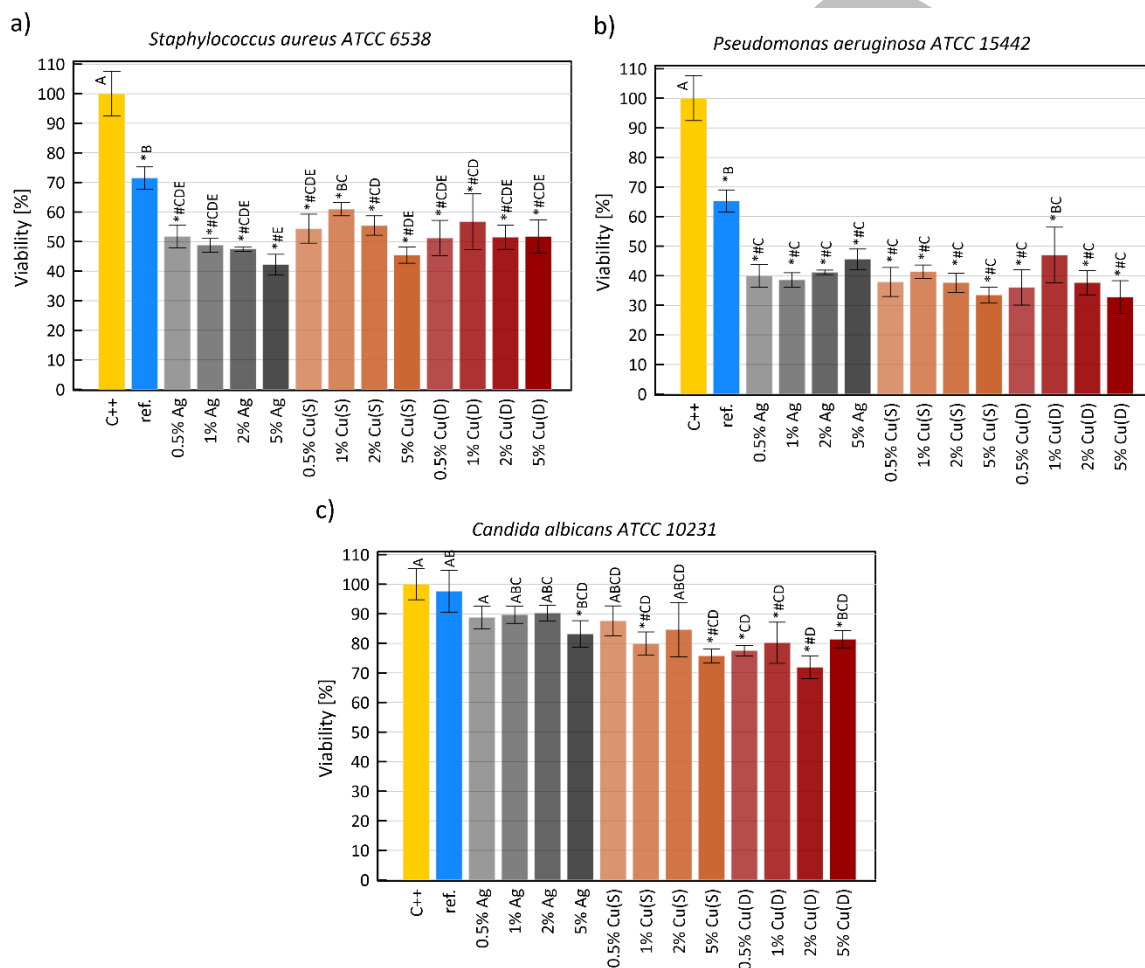 a)
Staphylococcus aureus ATCC 6538
Viability [%]
110
100
90
80
70
60
50
40
30
20
10
0
A
*B
*#CDE
*#CDE
*#CDE
*#E
*#CDE
*BC
*#CD
*#DE
*#CDE
*#CD
*#CDE
*#CDE
C++
ref.
0.5% Ag
1% Ag
2% Ag
5% Ag
0.5% Cu(S)
1% Cu(S)
2% Cu(S)
5% Cu(S)
0.5% Cu(D)
1% Cu(D)
2% Cu(D)
5% Cu(D)
b)
Pseudomonas aeruginosa ATCC 15442
Viability [%]
110
100
90
80
70
60
50
40
30
20
10
0
A
*B
*#C
*#C
*#C
*#C
*#C
*#C
*#C
*#C
*#C
*BC
*#C
*#C
C++
ref.
0.5% Ag
1% Ag
2% Ag
5% Ag
0.5% Cu(S)
1% Cu(S)
2% Cu(S)
5% Cu(S)
0.5% Cu(D)
1% Cu(D)
2% Cu(D)
5% Cu(D)
c)
Candida albicans ATCC 10231
Viability [%]
110
100
90
80
70
60
50
40
30
20
10
0
A
AB
A
ABC
ABC
*BCD
ABCD
*#CD
ABCD
*#CD
*CD
*#CD
*#D
*BCD
C++
ref.
0.5% Ag
1% Ag
2% Ag
5% Ag
0.5% Cu(S)
1% Cu(S)
2% Cu(S)
5% Cu(S)
0.5% Cu(D)
1% Cu(D)
2% Cu(D)
5% Cu(D)